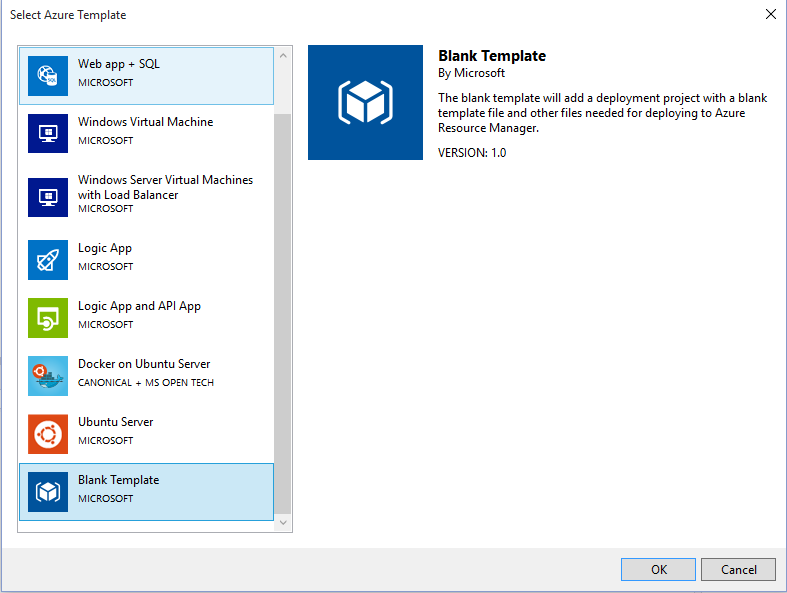 Select Azure Template
Web app + SQL
MICROSOFT
Windows Virtual Machine
MICROSOFT
Windows Server Virtual Machines
with Load Balancer
MICROSOFT
Logic App
MICROSOFT
Logic App and API App
MICROSOFT
Docker on Ubuntu Server
CANONICAL + MS OPEN TECH
Ubuntu Server
MICROSOFT
Blank Template
MICROSOFT
Blank Template
By Microsoft
The blank template will add a deployment project with a blank
template file and other files needed for deploying to Azure
Resource Manager.
VERSION: 1.0
OK
Cancel